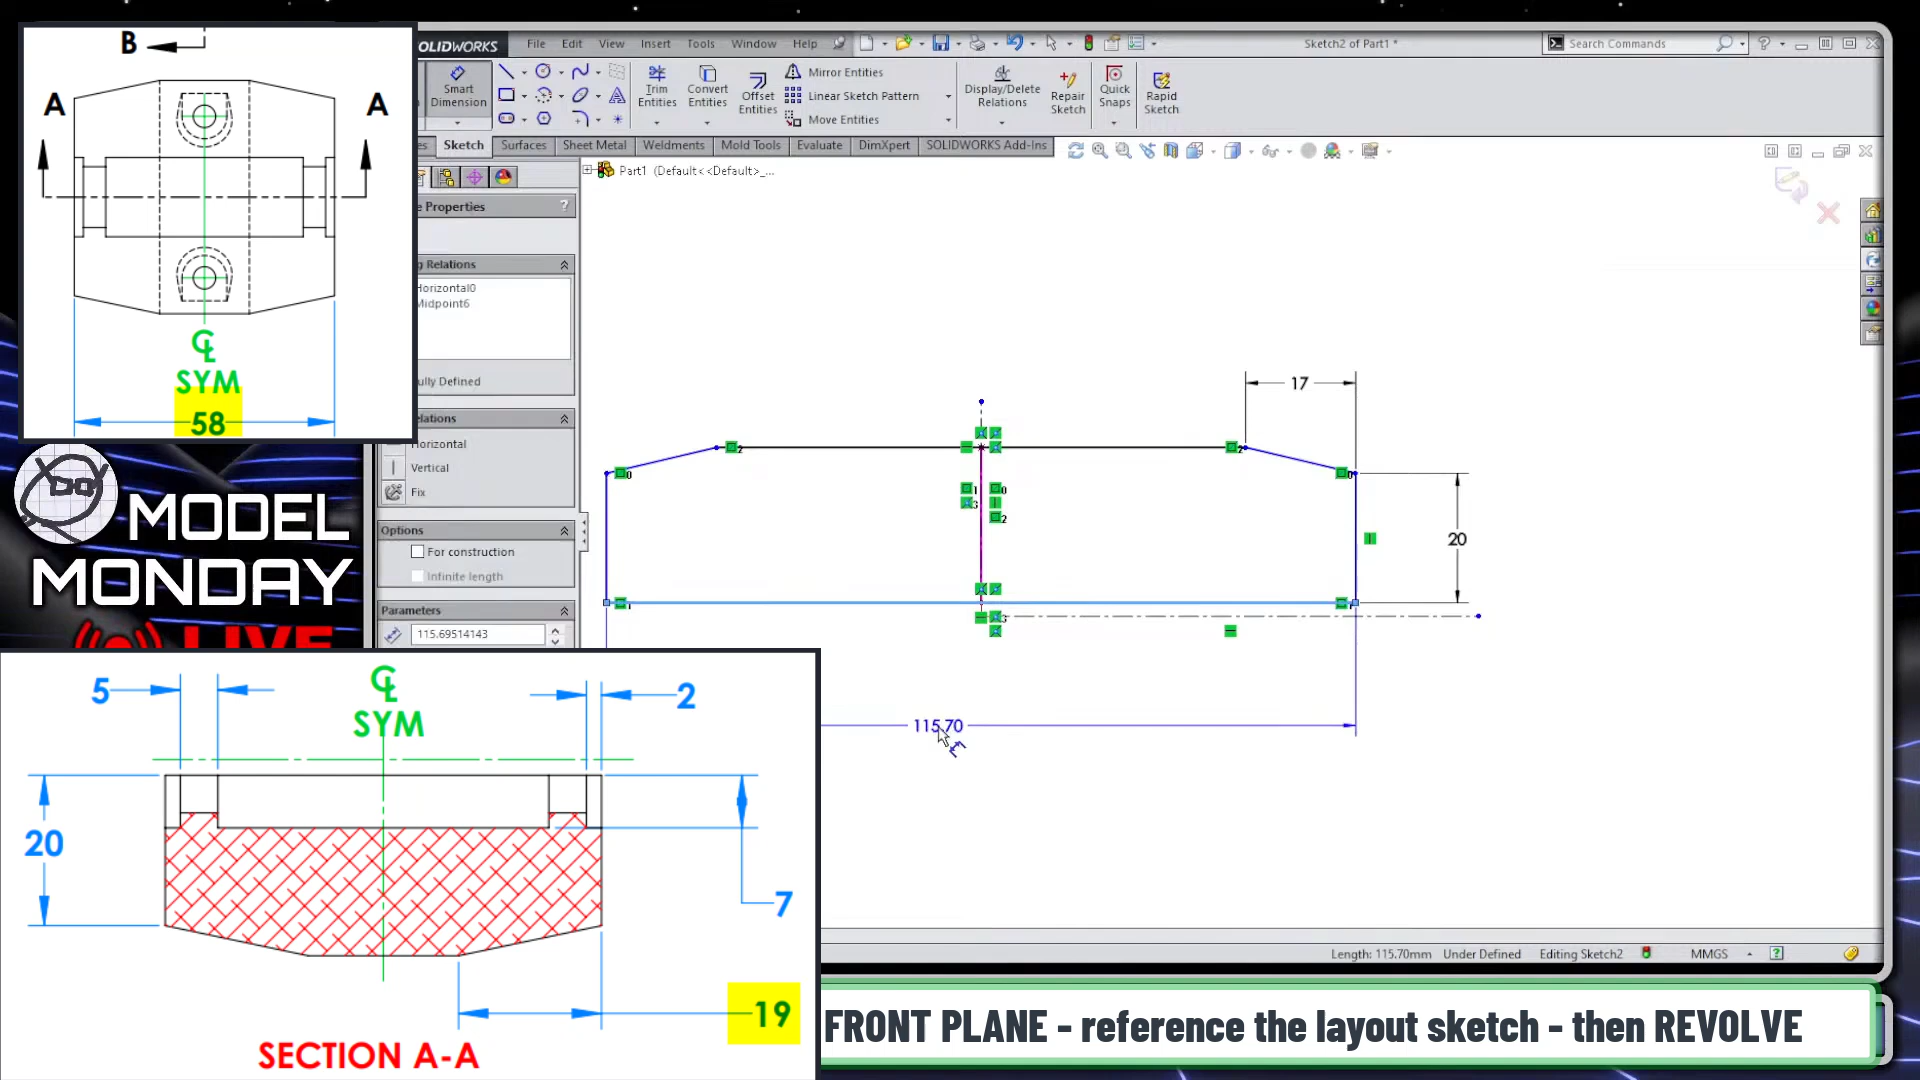 B
A
A
℄
SYM
58
MODEL
MONDAY
LIVE
5
℄
SYM
2
20
7
19
SECTION A-A
OLIDWORKS
File
Edit
View
Insert
Tools
Window
Help
Sketch2 of Part1 *
Search Commands
Smart
Dimension
Trim
Entities
Convert
Entities
Offset
Entities
Mirror Entities
Linear Sketch Pattern
Move Entities
Display/Delete
Relations
Repair
Sketch
Quick
Snaps
Rapid
Sketch
es
Sketch
Surfaces
Sheet Metal
Weldments
Mold Tools
Evaluate
DimXpert
SOLIDWORKS Add-Ins
Part1 (Default<<Default>_...
e Properties
g Relations
Horizontal0
Midpoint6
ully Defined
elations
Horizontal
Vertical
Fix
Options
For construction
Infinite length
Parameters
115.69514143
17
20
115.70
Length: 115.70mm
Under Defined
Editing Sketch2
MMGS
FRONT PLANE - reference the layout sketch - then REVOLVE